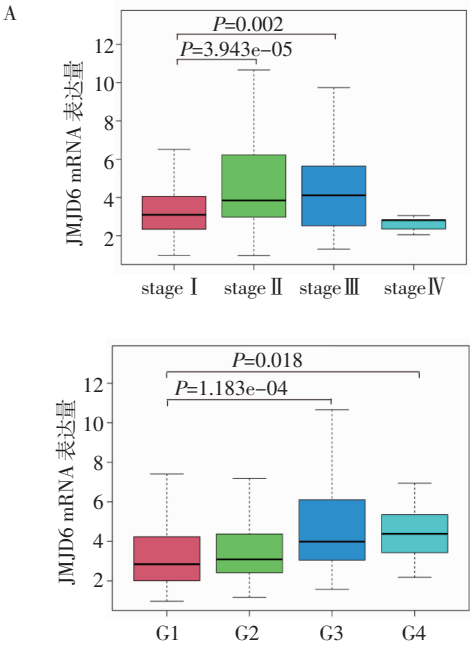 A
P=0.002
P=3.943e-05
12
10
8
6
4
2
JMJD6 mRNA 表达量
stage Ⅰ
stage Ⅱ
stage Ⅲ
stage Ⅳ
P=0.018
P=1.183e-04
12
10
8
6
4
2
JMJD6 mRNA 表达量
G1
G2
G3
G4